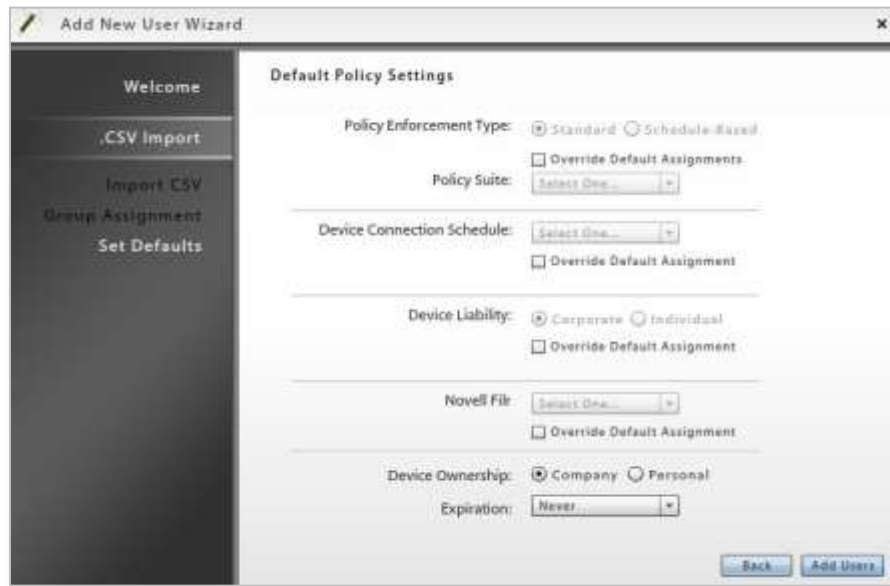 Add New User Wizard
Welcome
.CSV Import
Import CSV
Group Assignment
Set Defaults
Default Policy Settings
Policy Enforcement Type: Standard Schedule-Based
Override Default Assignments
Policy Suite: Select One...
Device Connection Schedule: Select One...
Override Default Assignment
Device Liability: Corporate Individual
Override Default Assignment
Novell Filr Select One...
Override Default Assignment
Device Ownership: Company Personal
Expiration: Never
Back Add Users